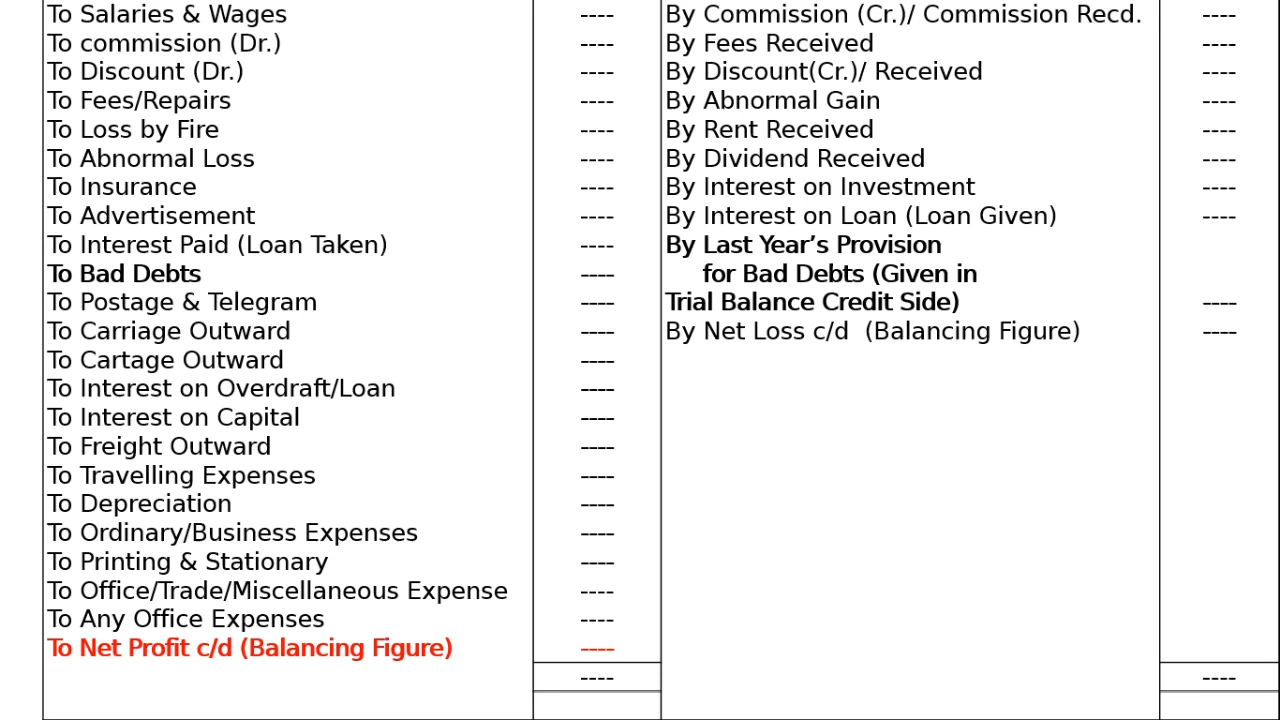 To Salaries & Wages ---- By Commission (Cr.)/ Commission Recd. ----
To commission (Dr.) ---- By Fees Received ----
To Discount (Dr.) ---- By Discount(Cr.)/ Received ----
To Fees/Repairs ---- By Abnormal Gain ----
To Loss by Fire ---- By Rent Received ----
To Abnormal Loss ---- By Dividend Received ----
To Insurance ---- By Interest on Investment ----
To Advertisement ---- By Interest on Loan (Loan Given) ----
To Interest Paid (Loan Taken) ---- By Last Year’s Provision
To Bad Debts ---- for Bad Debts (Given in
To Postage & Telegram ---- Trial Balance Credit Side) ----
To Carriage Outward ---- By Net Loss c/d (Balancing Figure) ----
To Cartage Outward ----
To Interest on Overdraft/Loan ----
To Interest on Capital ----
To Freight Outward ----
To Travelling Expenses ----
To Depreciation ----
To Ordinary/Business Expenses ----
To Printing & Stationary ----
To Office/Trade/Miscellaneous Expense ----
To Any Office Expenses ----
To Net Profit c/d (Balancing Figure) ----
---- ----